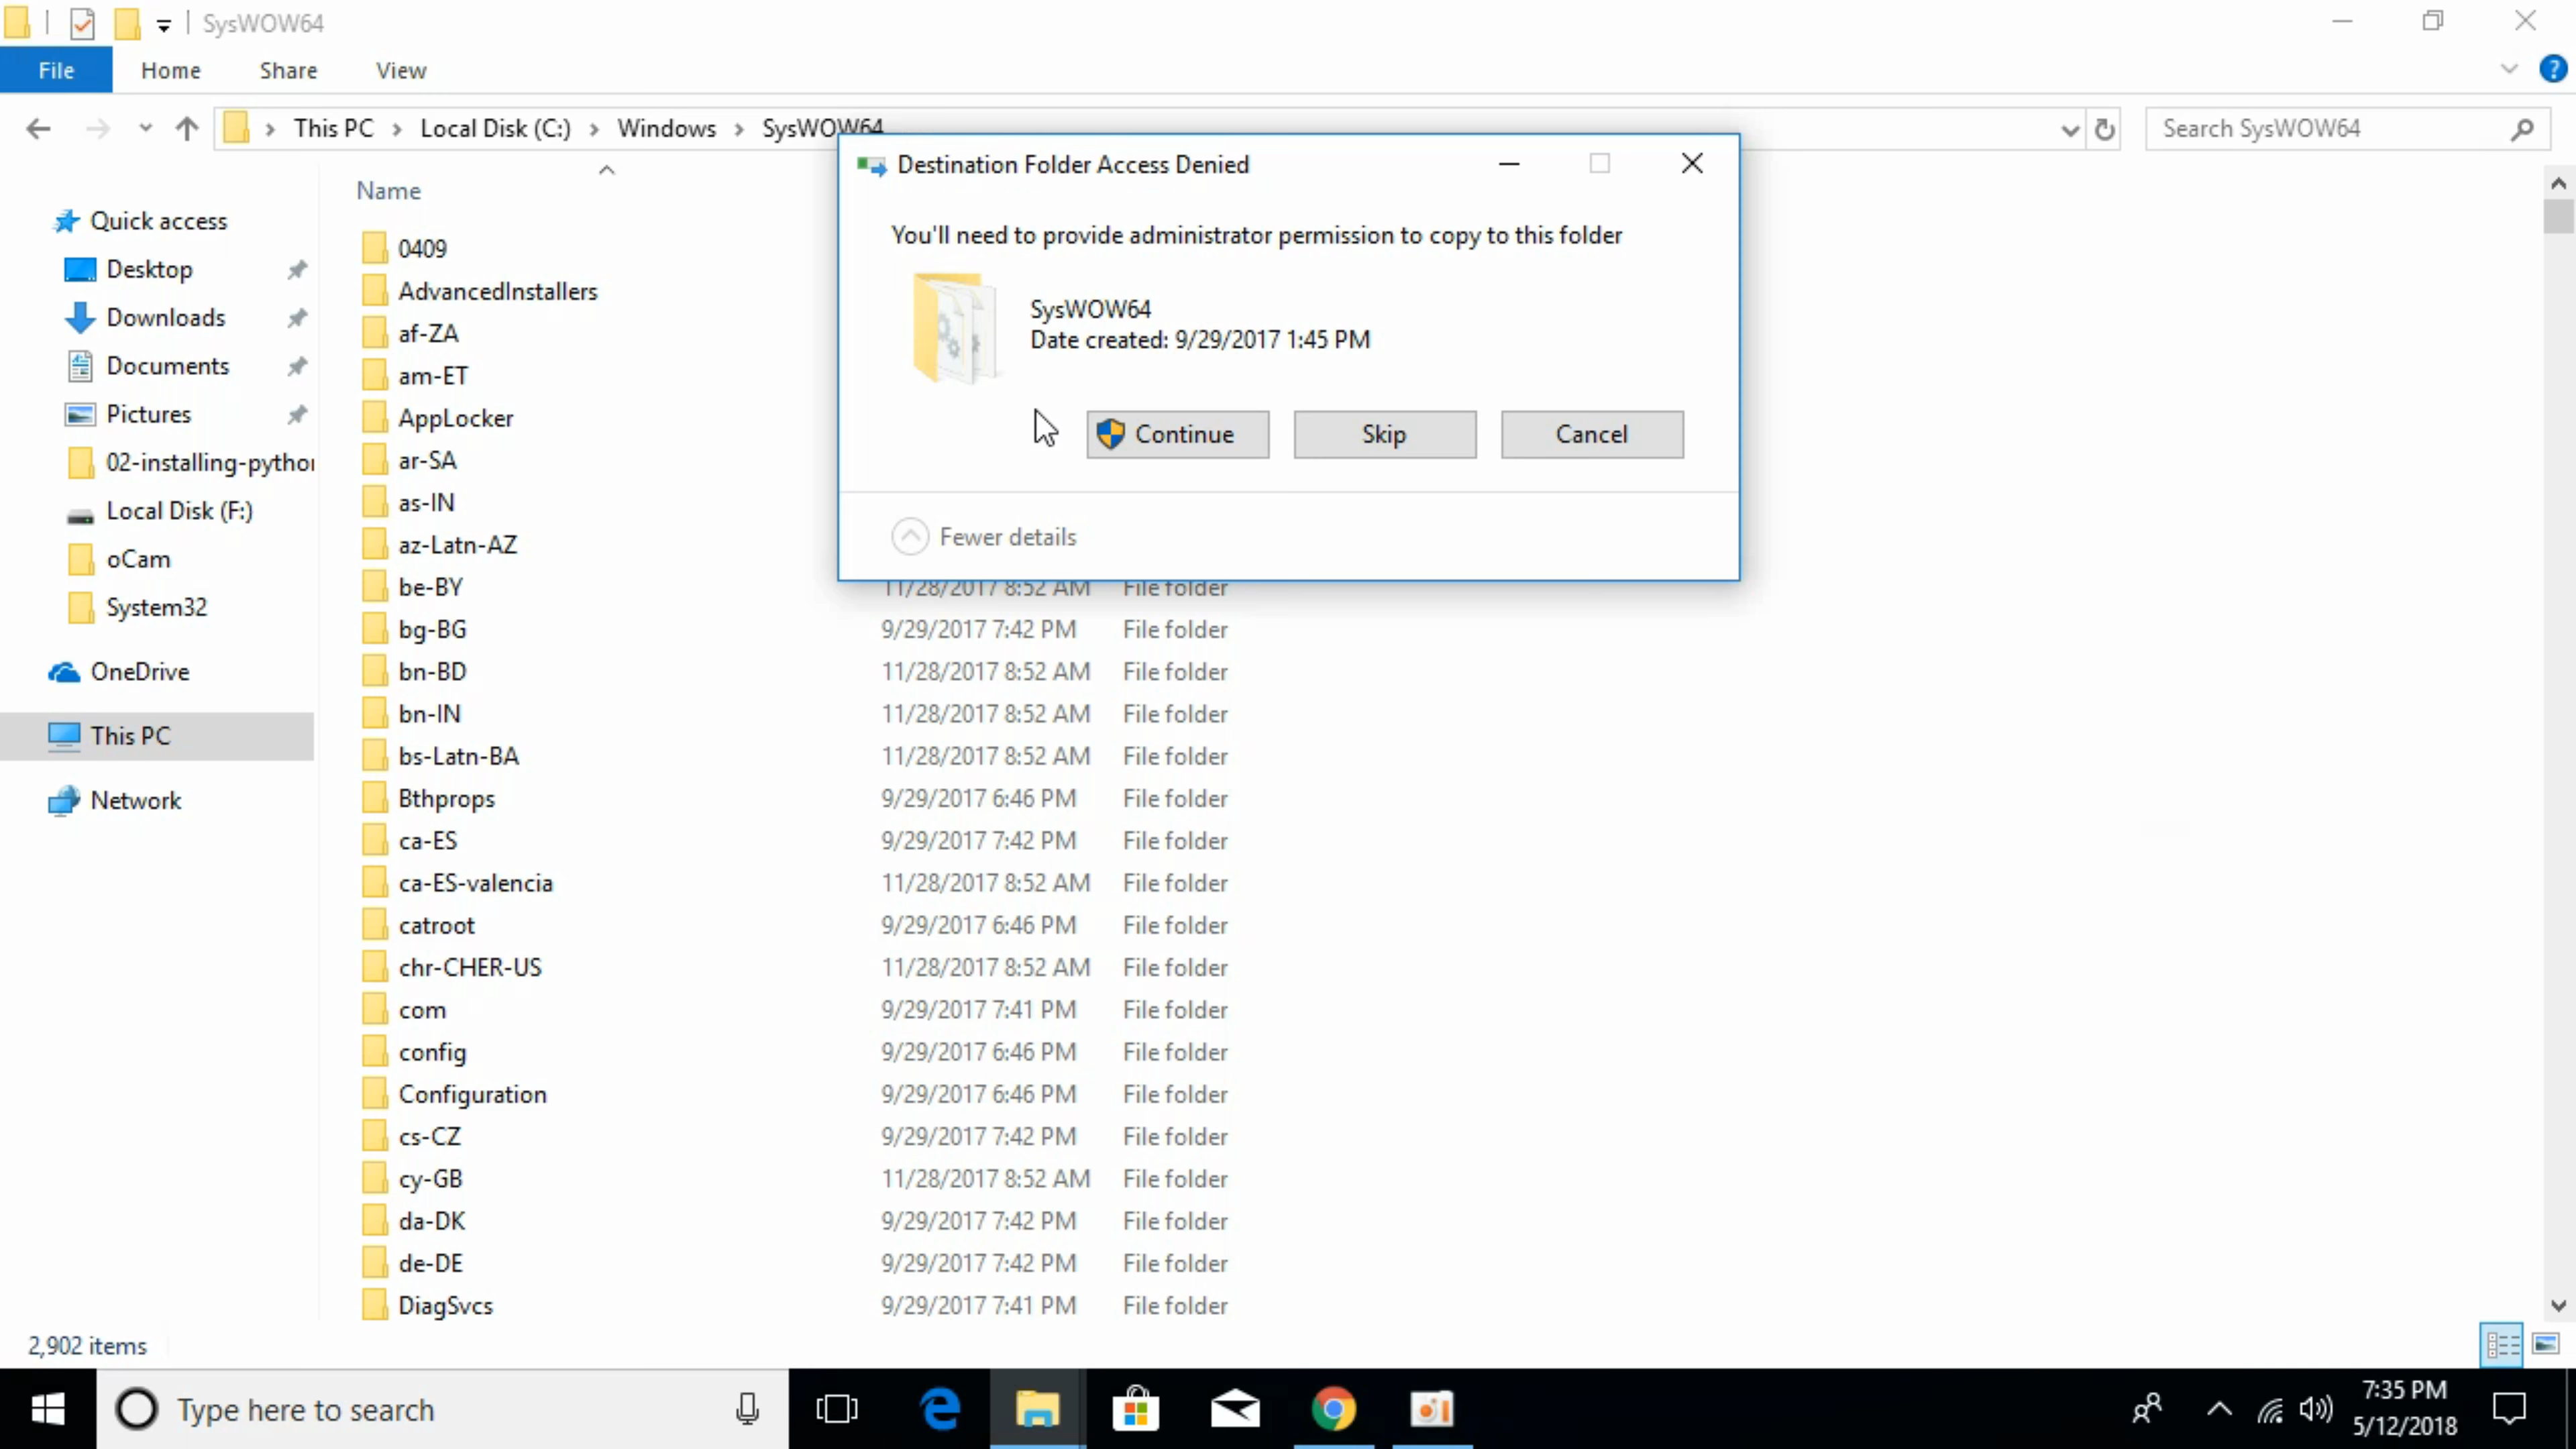 SysWOW64
File Home Share View
This PC Local Disk (C:) Windows SysWOW64
Search SysWOW64
Destination Folder Access Denied
You'll need to provide administrator permission to copy to this folder
SysWOW64
Date created: 9/29/2017 1:45 PM
Continue Skip Cancel
Fewer details
Quick access
Desktop
Downloads
Documents
Pictures
02-installing-python
Local Disk (F:)
oCam
System32
OneDrive
This PC
Network
Name
0409
AdvancedInstallers
af-ZA
am-ET
AppLocker
ar-SA
as-IN
az-Latn-AZ
be-BY 11/28/2017 8:52 AM File folder
bg-BG 9/29/2017 7:42 PM File folder
bn-BD 11/28/2017 8:52 AM File folder
bn-IN 11/28/2017 8:52 AM File folder
bs-Latn-BA 11/28/2017 8:52 AM File folder
Bthprops 9/29/2017 6:46 PM File folder
ca-ES 9/29/2017 7:42 PM File folder
ca-ES-valencia 11/28/2017 8:52 AM File folder
catroot 9/29/2017 6:46 PM File folder
chr-CHER-US 11/28/2017 8:52 AM File folder
com 9/29/2017 7:41 PM File folder
config 9/29/2017 6:46 PM File folder
Configuration 9/29/2017 6:46 PM File folder
cs-CZ 9/29/2017 7:42 PM File folder
cy-GB 11/28/2017 8:52 AM File folder
da-DK 9/29/2017 7:42 PM File folder
de-DE 9/29/2017 7:42 PM File folder
DiagSvcs 9/29/2017 7:41 PM File folder
2,902 items
Type here to search
7:35 PM
5/12/2018